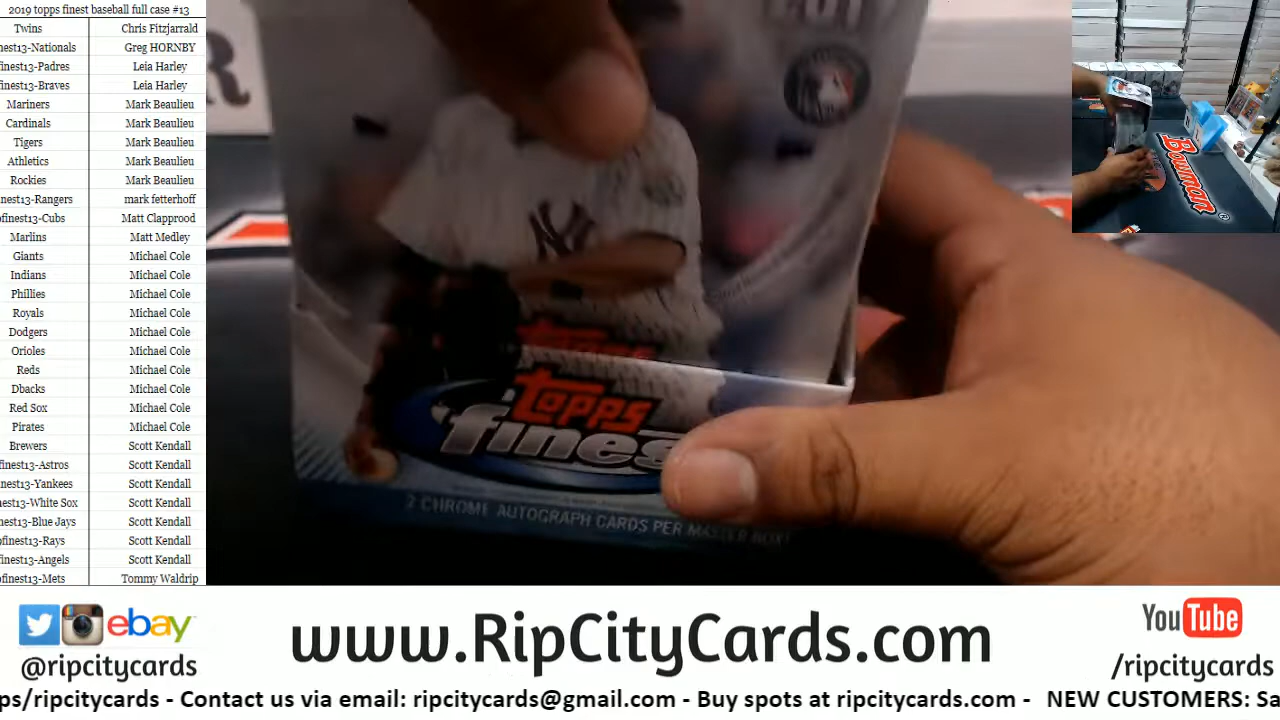 2019 topps finest baseball full case #13
Twins Chris Fitzjarrald
nest13-Nationals Greg HORNBY
finest13-Padres Leia Harley
finest13-Braves Leia Harley
Mariners Mark Beaulieu
Cardinals Mark Beaulieu
Tigers Mark Beaulieu
Athletics Mark Beaulieu
Rockies Mark Beaulieu
nest13-Rangers mark fetterhoff
ofinest13-Cubs Matt Clapprood
Marlins Matt Medley
Giants Michael Cole
Indians Michael Cole
Phillies Michael Cole
Royals Michael Cole
Dodgers Michael Cole
Orioles Michael Cole
Reds Michael Cole
Dbacks Michael Cole
Red Sox Michael Cole
Pirates Michael Cole
Brewers Scott Kendall
finest13-Astros Scott Kendall
nest13-Yankees Scott Kendall
nest13-White Sox Scott Kendall
nest13-Blue Jays Scott Kendall
finest13-Rays Scott Kendall
finest13-Angels Scott Kendall
ofinest13-Mets Tommy Waldrip
NY
topps
fines
2 CHROME AUTOGRAPH CARDS PER MASTER BOX!
Bowman
ebay
@ripcitycards
www.RipCityCards.com
YouTube
/ripcitycards
ps/ripcitycards - Contact us via email: ripcitycards@gmail.com - Buy spots at ripcitycards.com - NEW CUSTOMERS: Sa